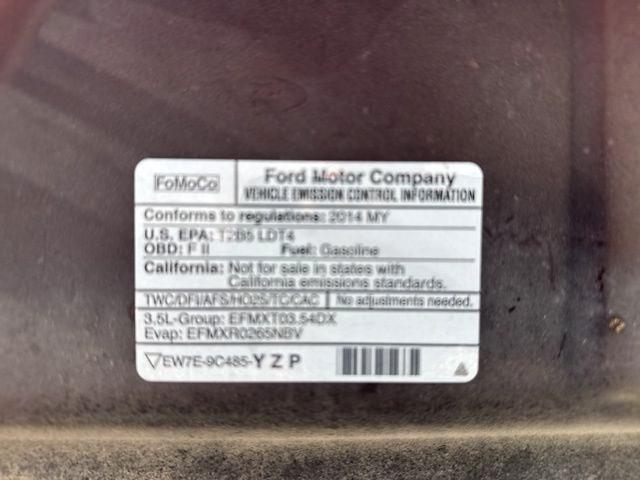 FoMoCo
Ford Motor Company
VEHICLE EMISSION CONTROL INFORMATION
Conforms to regulations: 2014 MY
U.S. EPA: T2B5 LDT4
OBD: F II Fuel: Gasoline
California: Not for sale in states with
California emissions standards.
TWC/DFI/AFS/HO2S/TC/CAC No adjustments needed.
3.5L-Group: EFMXT03.54DX
Evap: EFMXR0265NBV
EW7E-9C485-Y Z P